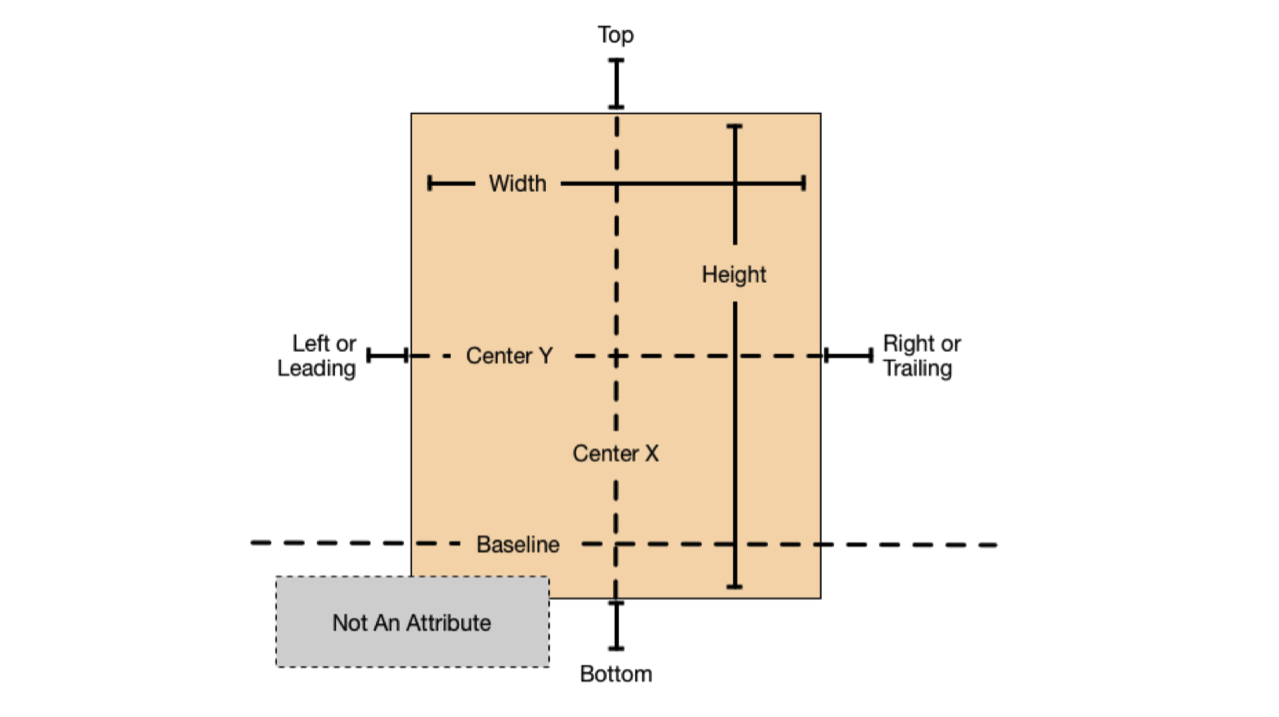 Top
Width
Height
Left or
Leading
Center Y
Right or
Trailing
Center X
Baseline
Not An Attribute
Bottom